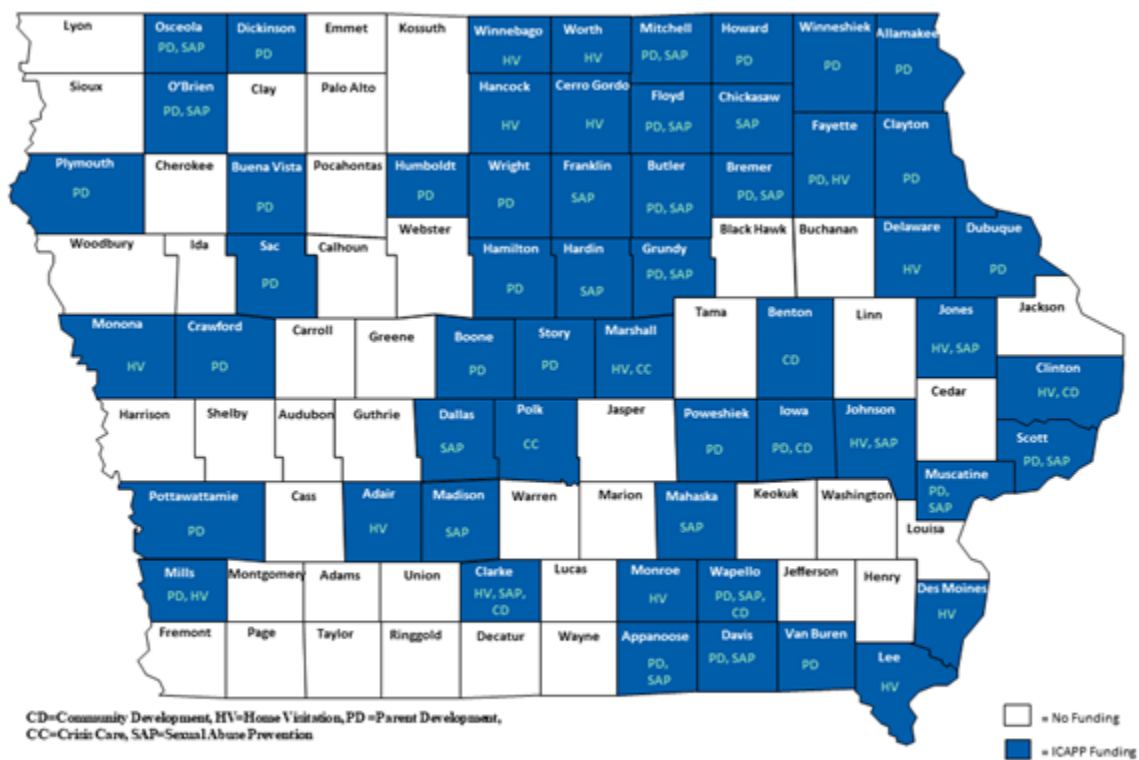 Lyon
Osceola
PD, SAP
Dickinson
PD
Emmet
Kossuth
Winnebago
HV
Worth
HV
Mitchell
PD, SAP
Howard
PD
Winneshiek
PD
Allamakee
PD
Sioux
O'Brien
PD, SAP
Clay
Palo Alto
Hancock
HV
Cerro Gordo
HV
Floyd
PD, SAP
Chickasaw
SAP
Fayette
PD, HV
Clayton
PD
Plymouth
PD
Cherokee
Buena Vista
PD
Pocahontas
Humboldt
PD
Wright
PD
Franklin
SAP
Butler
PD, SAP
Bremer
PD, SAP
Woodbury
Ida
Sac
PD
Calhoun
Webster
Hamilton
PD
Hardin
SAP
Grundy
PD, SAP
Black Hawk
Buchanan
Delaware
HV
Dubuque
PD
Monona
HV
Crawford
PD
Carroll
Greene
Boone
PD
Story
PD
Marshall
HV, CC
Tama
Benton
CD
Linn
Jones
HV, SAP
Jackson
Clinton
HV, CD
Harrison
Shelby
Audubon
Guthrie
Dallas
SAP
Polk
CC
Jasper
Poweshiek
PD
Iowa
PD, CD
Johnson
HV, SAP
Cedar
Scott
PD, SAP
Muscatine
PD,
SAP
Pottawattamie
PD
Cass
Adair
HV
Madison
SAP
Warren
Marion
Mahaska
SAP
Keokuk
Washington
Louisa
Mills
PD, HV
Montgomery
Adams
Union
Clarke
HV, SAP,
CD
Lucas
Monroe
HV
Wapello
PD, SAP,
CD
Jefferson
Henry
Des Moines
HV
Fremont
Page
Taylor
Ringgold
Decatur
Wayne
Appanoose
PD,
SAP
Davis
PD, SAP
Van Buren
PD
Lee
HV
CD=Community Development, HV=Home Visitation, PD =Parent Development,
CC=Crisis Care, SAP=Sexual Abuse Prevention
= No Funding
= ICAPP Funding